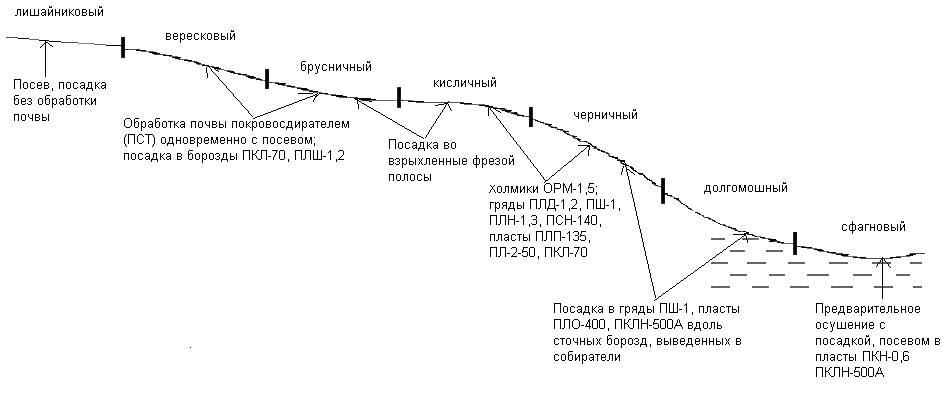 лишайниковый
вересковый
брусничный
кисличный
черничный
долгомошный
сфагновый
Посев, посадка
без обработки
почвы
Обработка почвы покровосдирателем
(ПСТ) одновременно с посевом;
посадка в борозды ПКЛ-70, ПЛШ-1,2
Посадка во
взрыхленные фрезой
полосы
Холмики ОРМ-1,5;
гряды ПЛД-1,2, ПШ-1,
ПЛН-1,3, ПСН-140,
пласты ПЛП-135,
ПЛ-2-50, ПКЛ-70
Посадка в гряды ПШ-1, пласты
ПЛО-400, ПКЛН-500А вдоль
сточных борозд, выведенных в
собиратели
Предварительное
осушение с
посадкой, посевом в
пласты ПКН-0,6
ПКЛН-500А